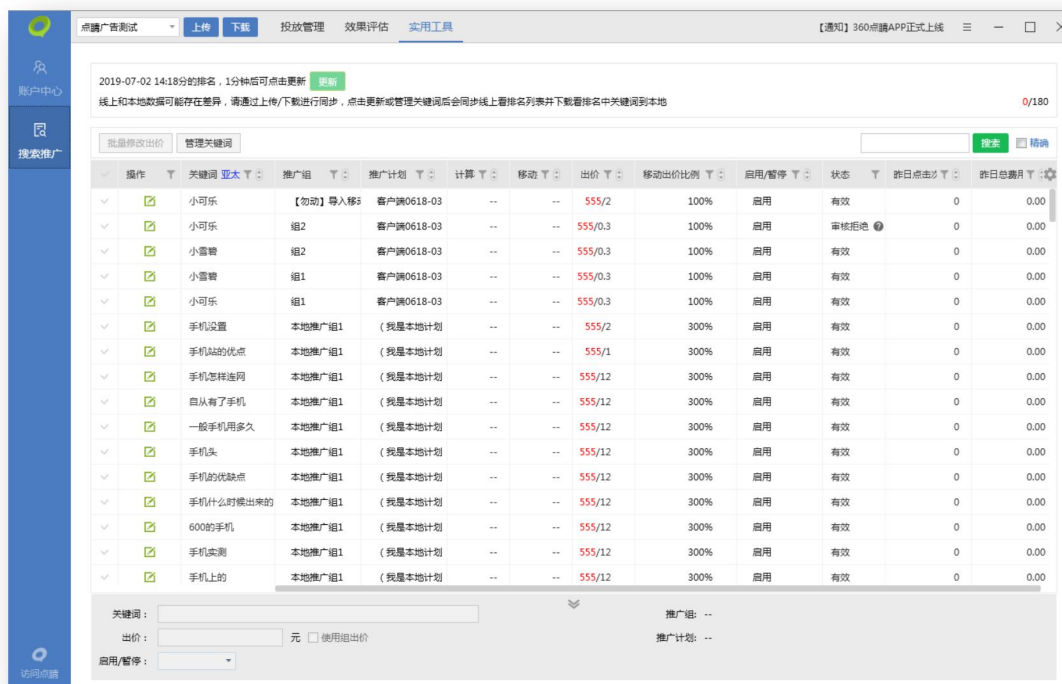 点睛广告测试 上传 下载 投放管理 效果评估 实用工具 【通知】360点睛APP正式上线
账户中心
搜索推广
2019-07-02 14:18分的排名，1分钟后可点击更新 更新
线上和本地数据可能存在差异，请通过上传/下载进行同步，点击更新或管理关键词后会同步线上看排名列表并下载看排名中关键词到本地 0/180
批量修改出价 管理关键词 搜索 精确
操作 关键词 亚太 推广组 推广计划 计算 移动 出价 移动出价比例 启用/暂停 状态 昨日点击 昨日总费
小可乐 【勿动】导入移 客户端0618-03 -- -- 555/2 100% 启用 有效 0 0.00
小可乐 组2 客户端0618-03 -- -- 555/0.3 100% 启用 审核拒绝 0 0.00
小雪碧 组2 客户端0618-03 -- -- 555/0.3 100% 启用 有效 0 0.00
小雪碧 组1 客户端0618-03 -- -- 555/0.3 100% 启用 有效 0 0.00
小可乐 组1 客户端0618-03 -- -- 555/0.3 100% 启用 有效 0 0.00
手机没置 本地推广组1 （我是本地计划 -- -- 555/2 300% 启用 有效 0 0.00
手机站的优点 本地推广组1 （我是本地计划 -- -- 555/1 300% 启用 有效 0 0.00
手机怎样连网 本地推广组1 （我是本地计划 -- -- 555/12 300% 启用 有效 0 0.00
自从有了手机 本地推广组1 （我是本地计划 -- -- 555/12 300% 启用 有效 0 0.00
一般手机用多久 本地推广组1 （我是本地计划 -- -- 555/12 300% 启用 有效 0 0.00
手机头 本地推广组1 （我是本地计划 -- -- 555/12 300% 启用 有效 0 0.00
手机的优缺点 本地推广组1 （我是本地计划 -- -- 555/12 300% 启用 有效 0 0.00
手机什么时候出来的 本地推广组1 （我是本地计划 -- -- 555/12 300% 启用 有效 0 0.00
600的手机 本地推广组1 （我是本地计划 -- -- 555/12 300% 启用 有效 0 0.00
手机实测 本地推广组1 （我是本地计划 -- -- 555/12 300% 启用 有效 0 0.00
手机上的 本地推广组1 （我是本地计划 -- -- 555/12 300% 启用 有效 0 0.00
关键词： 推广组: --
出价： 元 使用组出价 推广计划: --
启用/暂停：
访问点睛